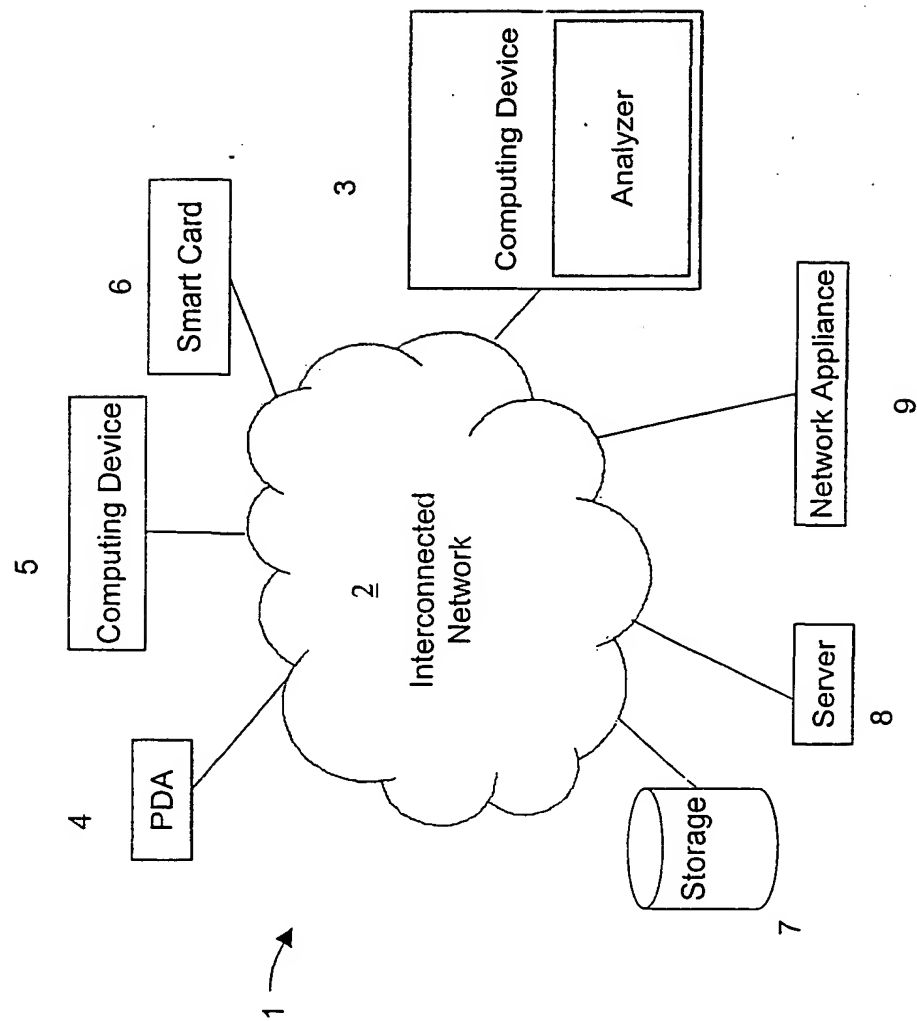 5
Computing Device
6
Smart Card
4
PDA
3
Computing Device
Analyzer
2
Interconnected
Network
1
Storage
7
Server
8
Network Appliance
9